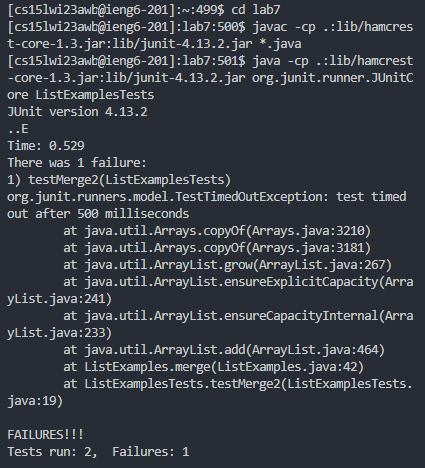 [cs15lwi23awb@ieng6-201]:~:499$ cd lab7
[cs15lwi23awb@ieng6-201]:lab7:500$ javac -cp .:lib/hamcres
t-core-1.3.jar:lib/junit-4.13.2.jar *.java
[cs15lwi23awb@ieng6-201]:lab7:501$ java -cp .:lib/hamcrest
-core-1.3.jar:lib/junit-4.13.2.jar org.junit.runner.JUnitC
ore ListExamplesTests
JUnit version 4.13.2
..E
Time: 0.529
There was 1 failure:
1) testMerge2(ListExamplesTests)
org.junit.runners.model.TestTimedOutException: test timed
out after 500 milliseconds
        at java.util.Arrays.copyOf(Arrays.java:3210)
        at java.util.Arrays.copyOf(Arrays.java:3181)
        at java.util.ArrayList.grow(ArrayList.java:267)
        at java.util.ArrayList.ensureExplicitCapacity(Arra
yList.java:241)
        at java.util.ArrayList.ensureCapacityInternal(Arra
yList.java:233)
        at java.util.ArrayList.add(ArrayList.java:464)
        at ListExamples.merge(ListExamples.java:42)
        at ListExamplesTests.testMerge2(ListExamplesTests.
java:19)

FAILURES!!!
Tests run: 2,  Failures: 1